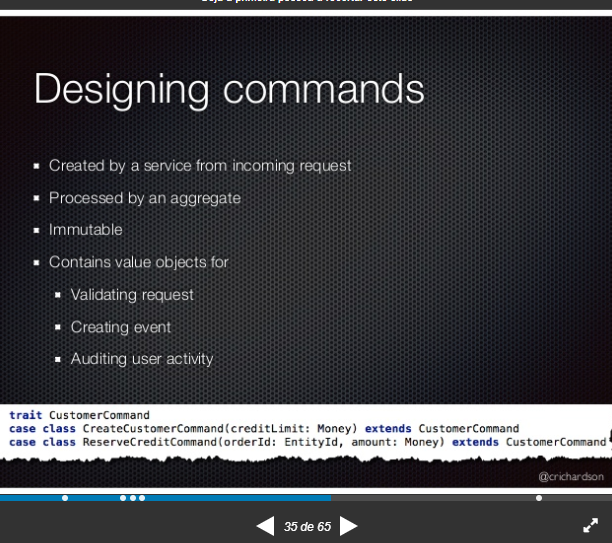 Designing commands
Created by a service from incoming request
Processed by an aggregate
Immutable
Contains value objects for
Validating request
Creating event
Auditing user activity
trait CustomerCommand
case class CreateCustomerCommand(creditLimit: Money) extends CustomerCommand
case class ReserveCreditCommand(orderId: EntityId, amount: Money) extends CustomerCommand
@crichardson
35 de 65